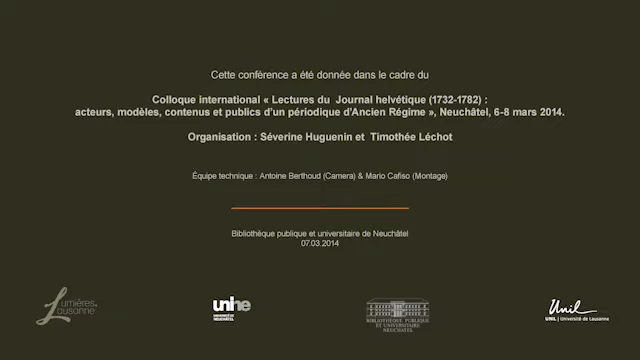 Cette conférence a été donnée dans le cadre du
Colloque international « Lectures du Journal helvétique (1732-1782) :
acteurs, modèles, contenus et publics d'un périodique d'Ancien Régime », Neuchâtel, 6-8 mars 2014.
Organisation : Séverine Huguenin et Timothée Léchot
Équipe technique : Antoine Berthoud (Camera) & Mario Cafiso (Montage)
Bibliothèque publique et universitaire de Neuchâtel
07.03.2014
Lumières.Lausanne
unine
UNIVERSITÉ DE
NEUCHÂTEL
BIBLIOTHÈQUE PUBLIQUE
ET UNIVERSITAIRE
NEUCHATEL
Unil
UNIL | Université de Lausanne